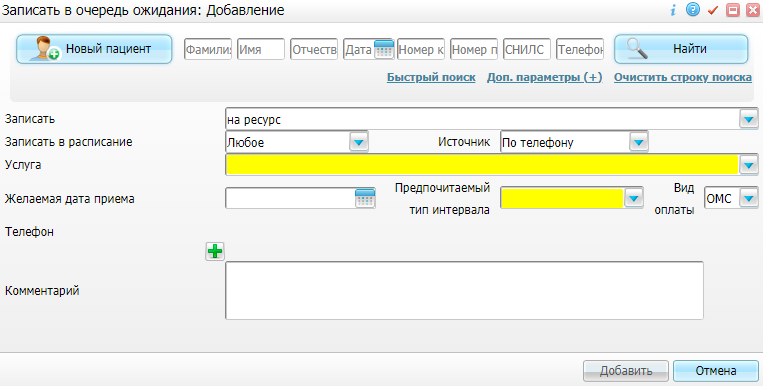 Записать в очередь ожидания: Добавление
Новый пациент Фамилия Имя Отчеств Дата Номер к Номер п СНИЛС Телефон Найти
Быстрый поиск Доп. параметры (+) Очистить строку поиска
Записать на ресурс
Записать в расписание Любое Источник По телефону
Услуга
Желаемая дата приема Предпочитаемый тип интервала Вид оплаты ОМС
Телефон
Комментарий
Добавить Отмена